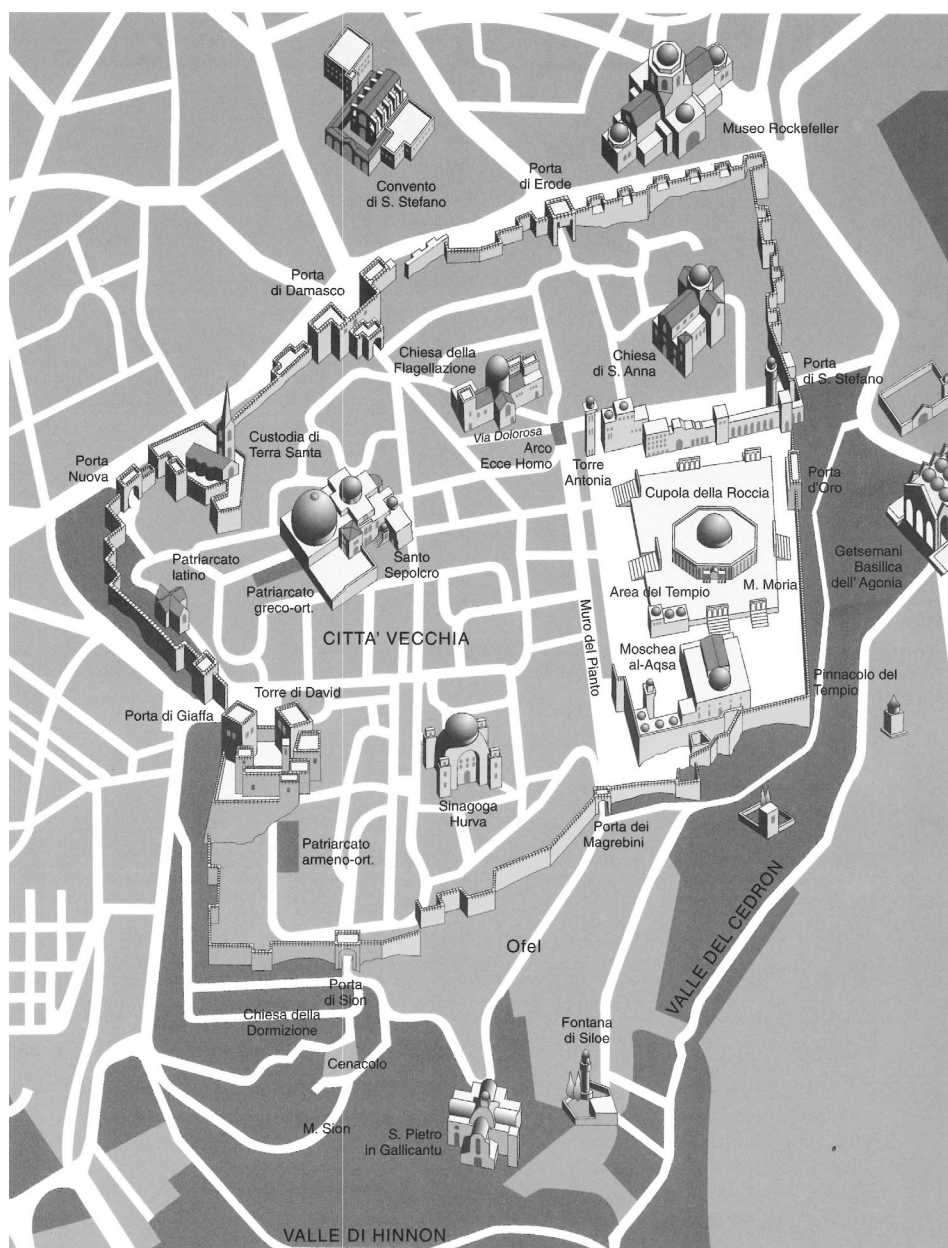 Museo Rockefeller
Porta
di Erode
Convento
di S. Stefano
Porta
di Damasco
Chiesa della
Flagellazione
Chiesa
di S. Anna
Porta
di S. Stefano
Via Dolorosa
Arco
Ecce Homo
Torre
Antonia
Custodia di
Terra Santa
Porta
Nuova
Porta
d'Oro
Cupola della Roccia
Getsemani
Basilica
dell' Agonia
Patriarcato
latino
Santo
Sepolcro
Patriarcato
greco-ort.
Area del Tempio
M. Moria
CITTA' VECCHIA
Muro del Pianto
Moschea
al-Aqsa
Pinnacolo del
Tempio
Torre di David
Porta di Giaffa
Sinagoga
Hurva
Porta dei
Magrebini
Patriarcato
armeno-ort.
VALLE DEL CEDRON
Ofel
Porta
di Sion
Chiesa della
Dormizione
Fontana
di Siloe
Cenacolo
M. Sion
S. Pietro
in Gallicantu
VALLE DI HINNON